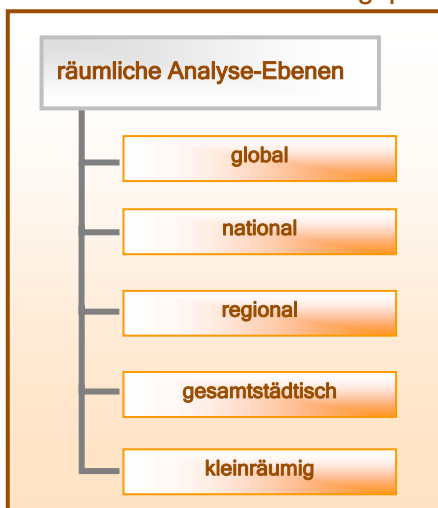 räumliche Analyse-Ebenen
global
national
regional
gesamtstädtisch
kleinräumig